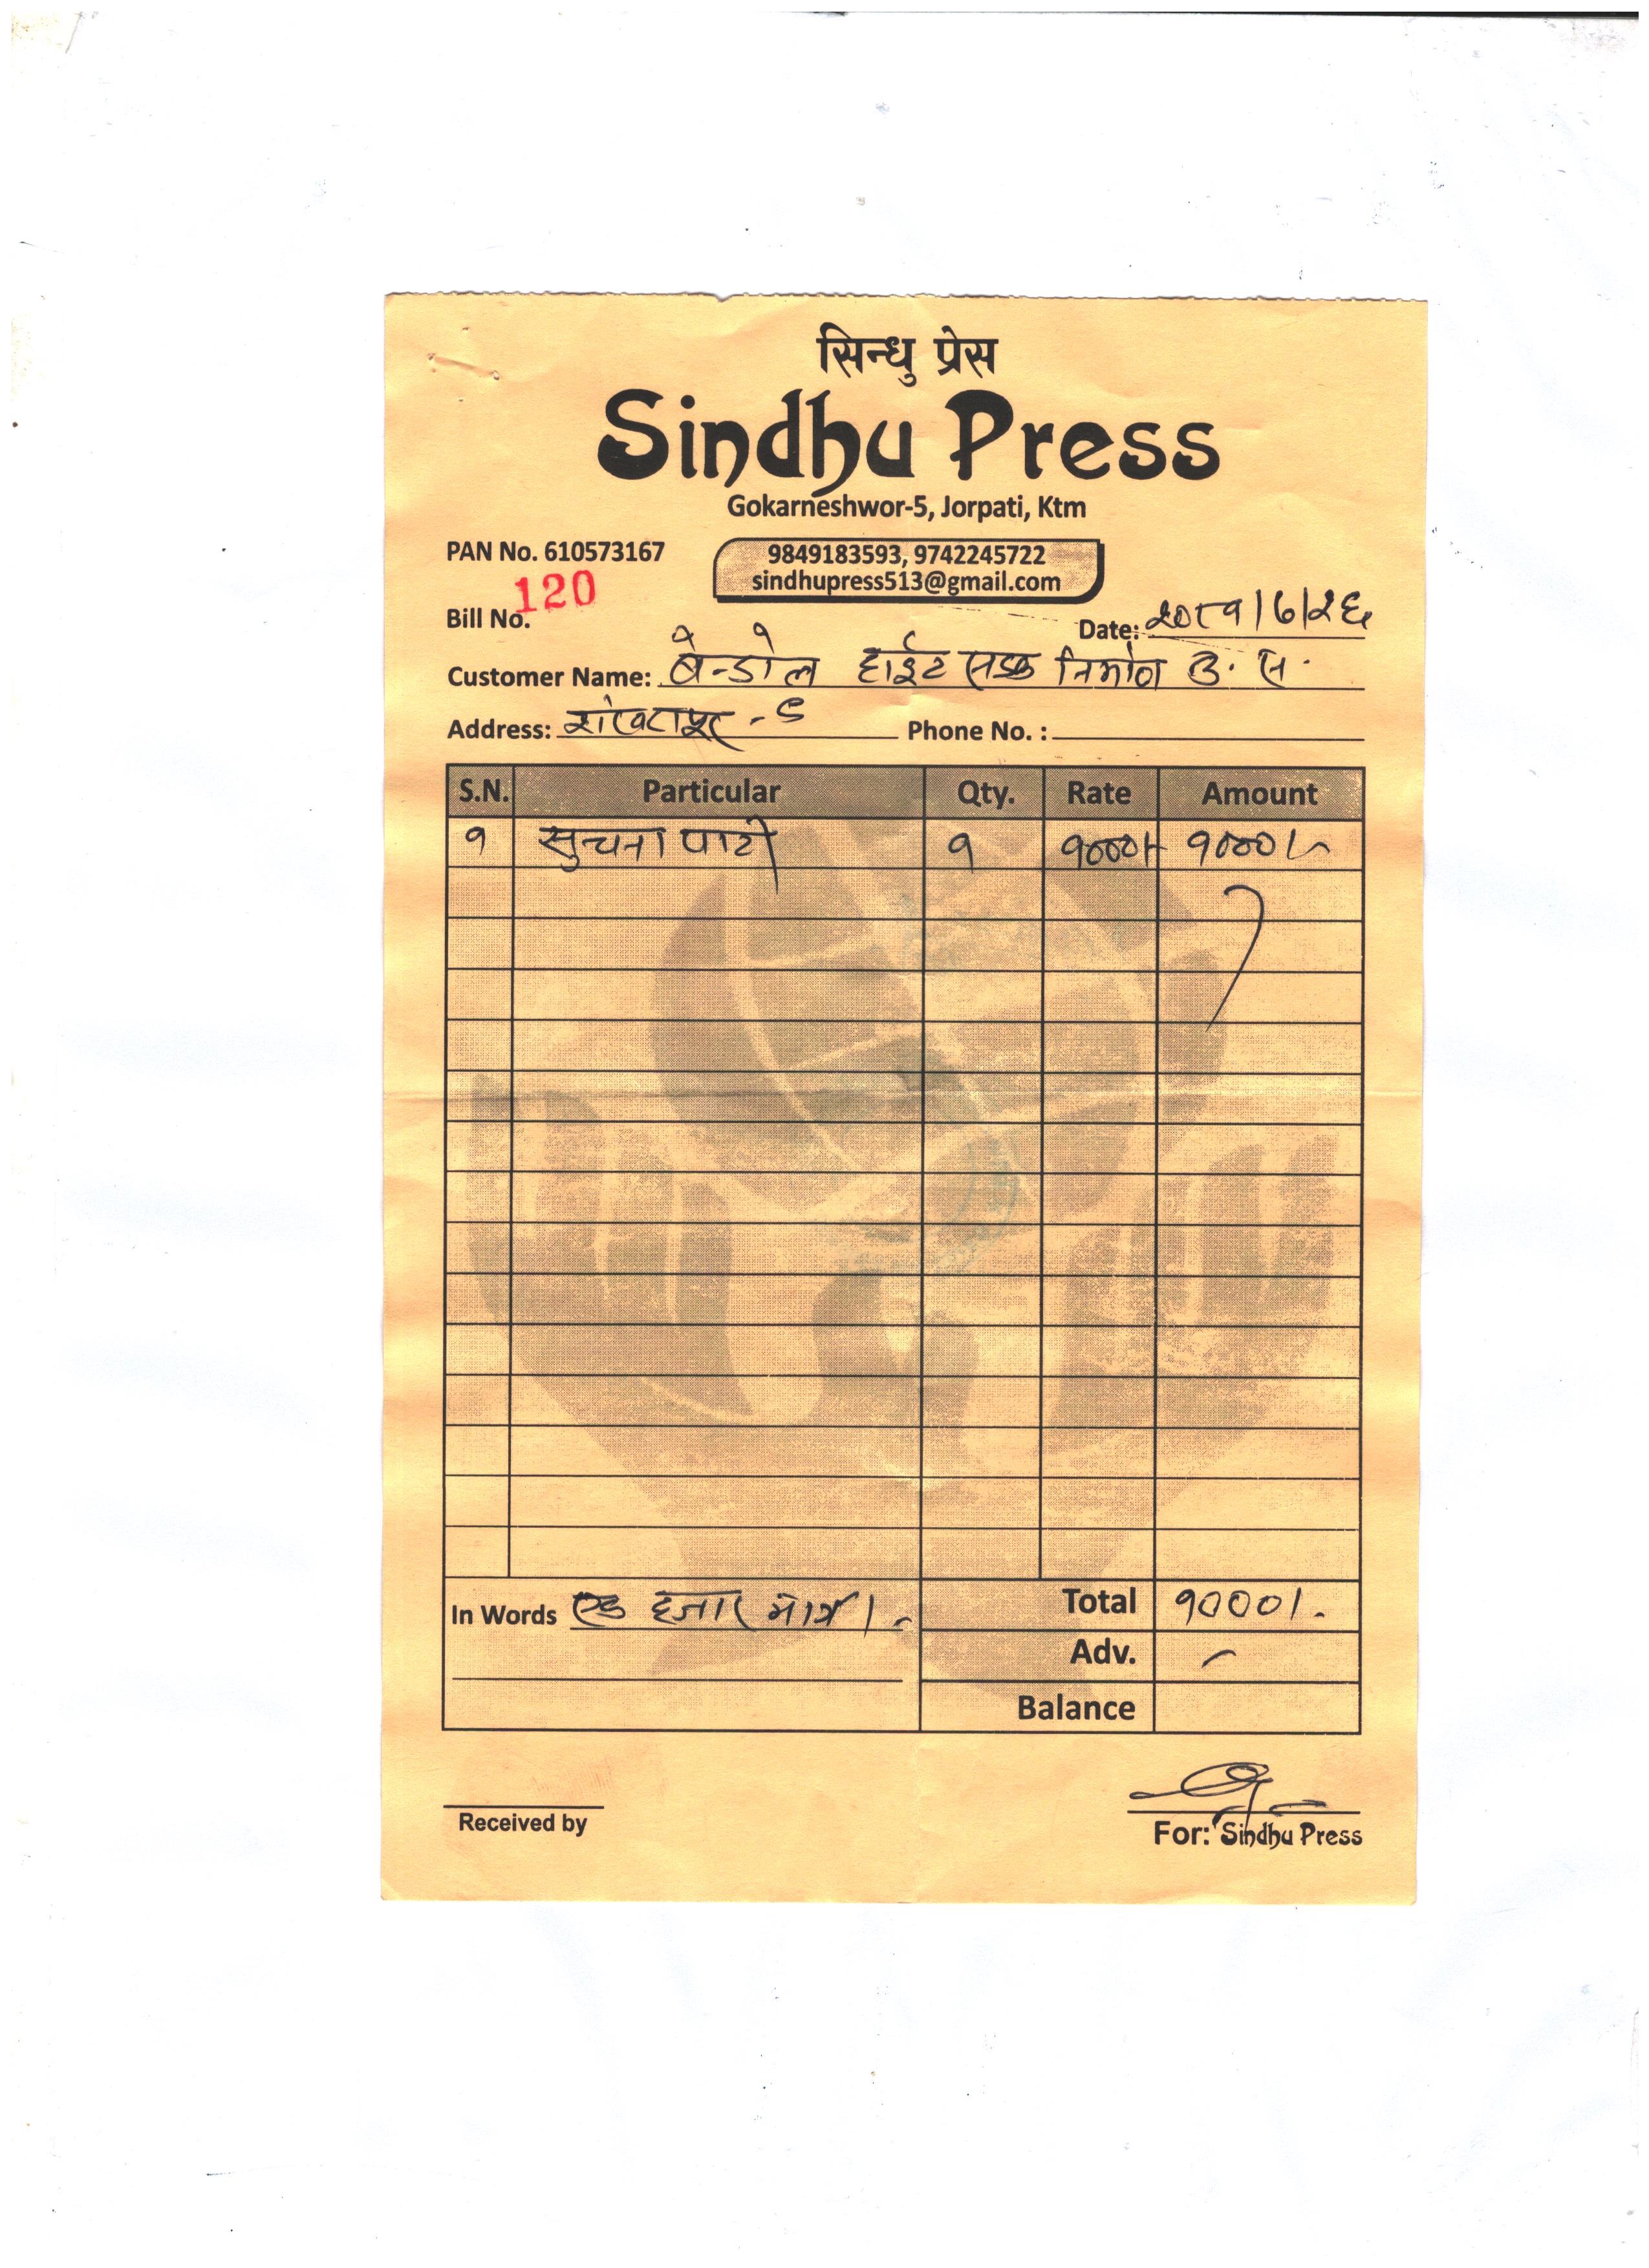 सिन्धु प्रेस
Sindhu Press
Gokarneshwor-5, Jorpati, Ktm
PAN No. 610573167
9849183593, 9742245722
sindhupress513@gmail.com
Bill No. 120
Date: २०८१/६/२६
Customer Name: बेन्डोल हाईट सडक निर्माण उ. स.
Address: शंखरापुर - ८
Phone No. :
S.N. Particular Qty. Rate Amount
१ सुचना पाटी १ १०००/- १०००/-
In Words एक हजार मात्र ।- Total १०००/-
Adv. -
Balance
Received by
For: Sindhu Press